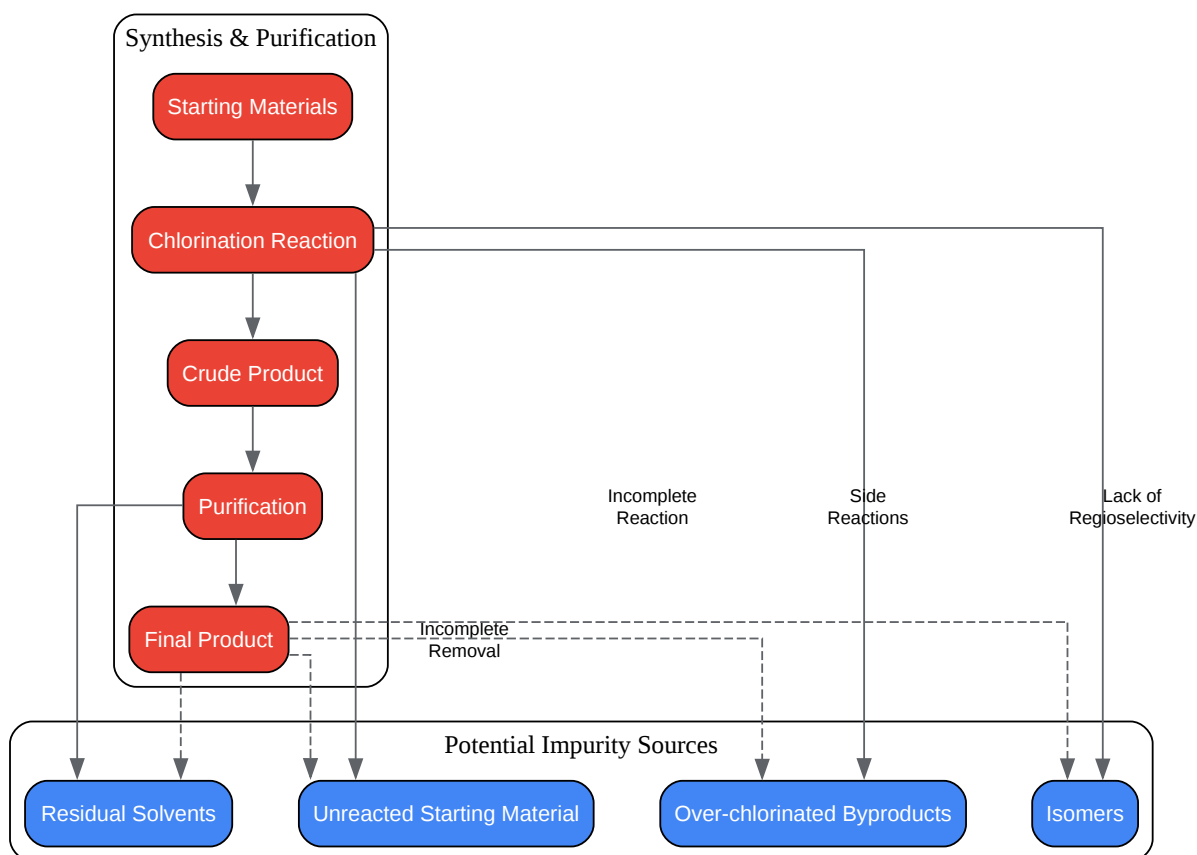 Synthesis & Purification
Starting Materials
Chlorination Reaction
Crude Product
Purification
Incomplete
Reaction
Side
Reactions
Lack of
Regioselectivity
Final Product
Incomplete
Removal
Potential Impurity Sources
Residual Solvents
Unreacted Starting Material
Over-chlorinated Byproducts
Isomers